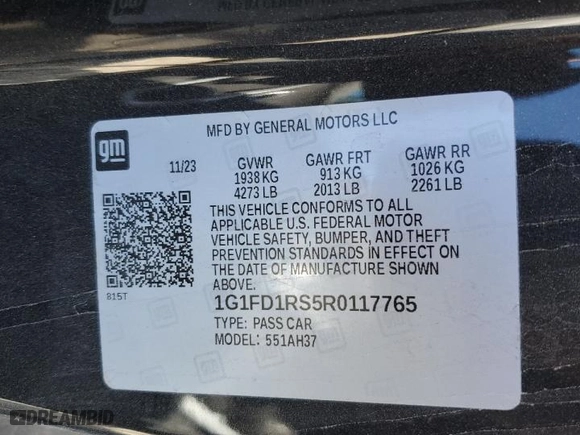 MFD BY GENERAL MOTORS LLC
gm
11/23 GVWR GAWR FRT GAWR RR
1938 KG 913 KG 1026 KG
4273 LB 2013 LB 2261 LB
THIS VEHICLE CONFORMS TO ALL
APPLICABLE U.S. FEDERAL MOTOR
VEHICLE SAFETY, BUMPER, AND THEFT
PREVENTION STANDARDS IN EFFECT ON
THE DATE OF MANUFACTURE SHOWN
ABOVE.
815T
1G1FD1RS5R0117765
TYPE: PASS CAR
MODEL: 551AH37
DREAMBID